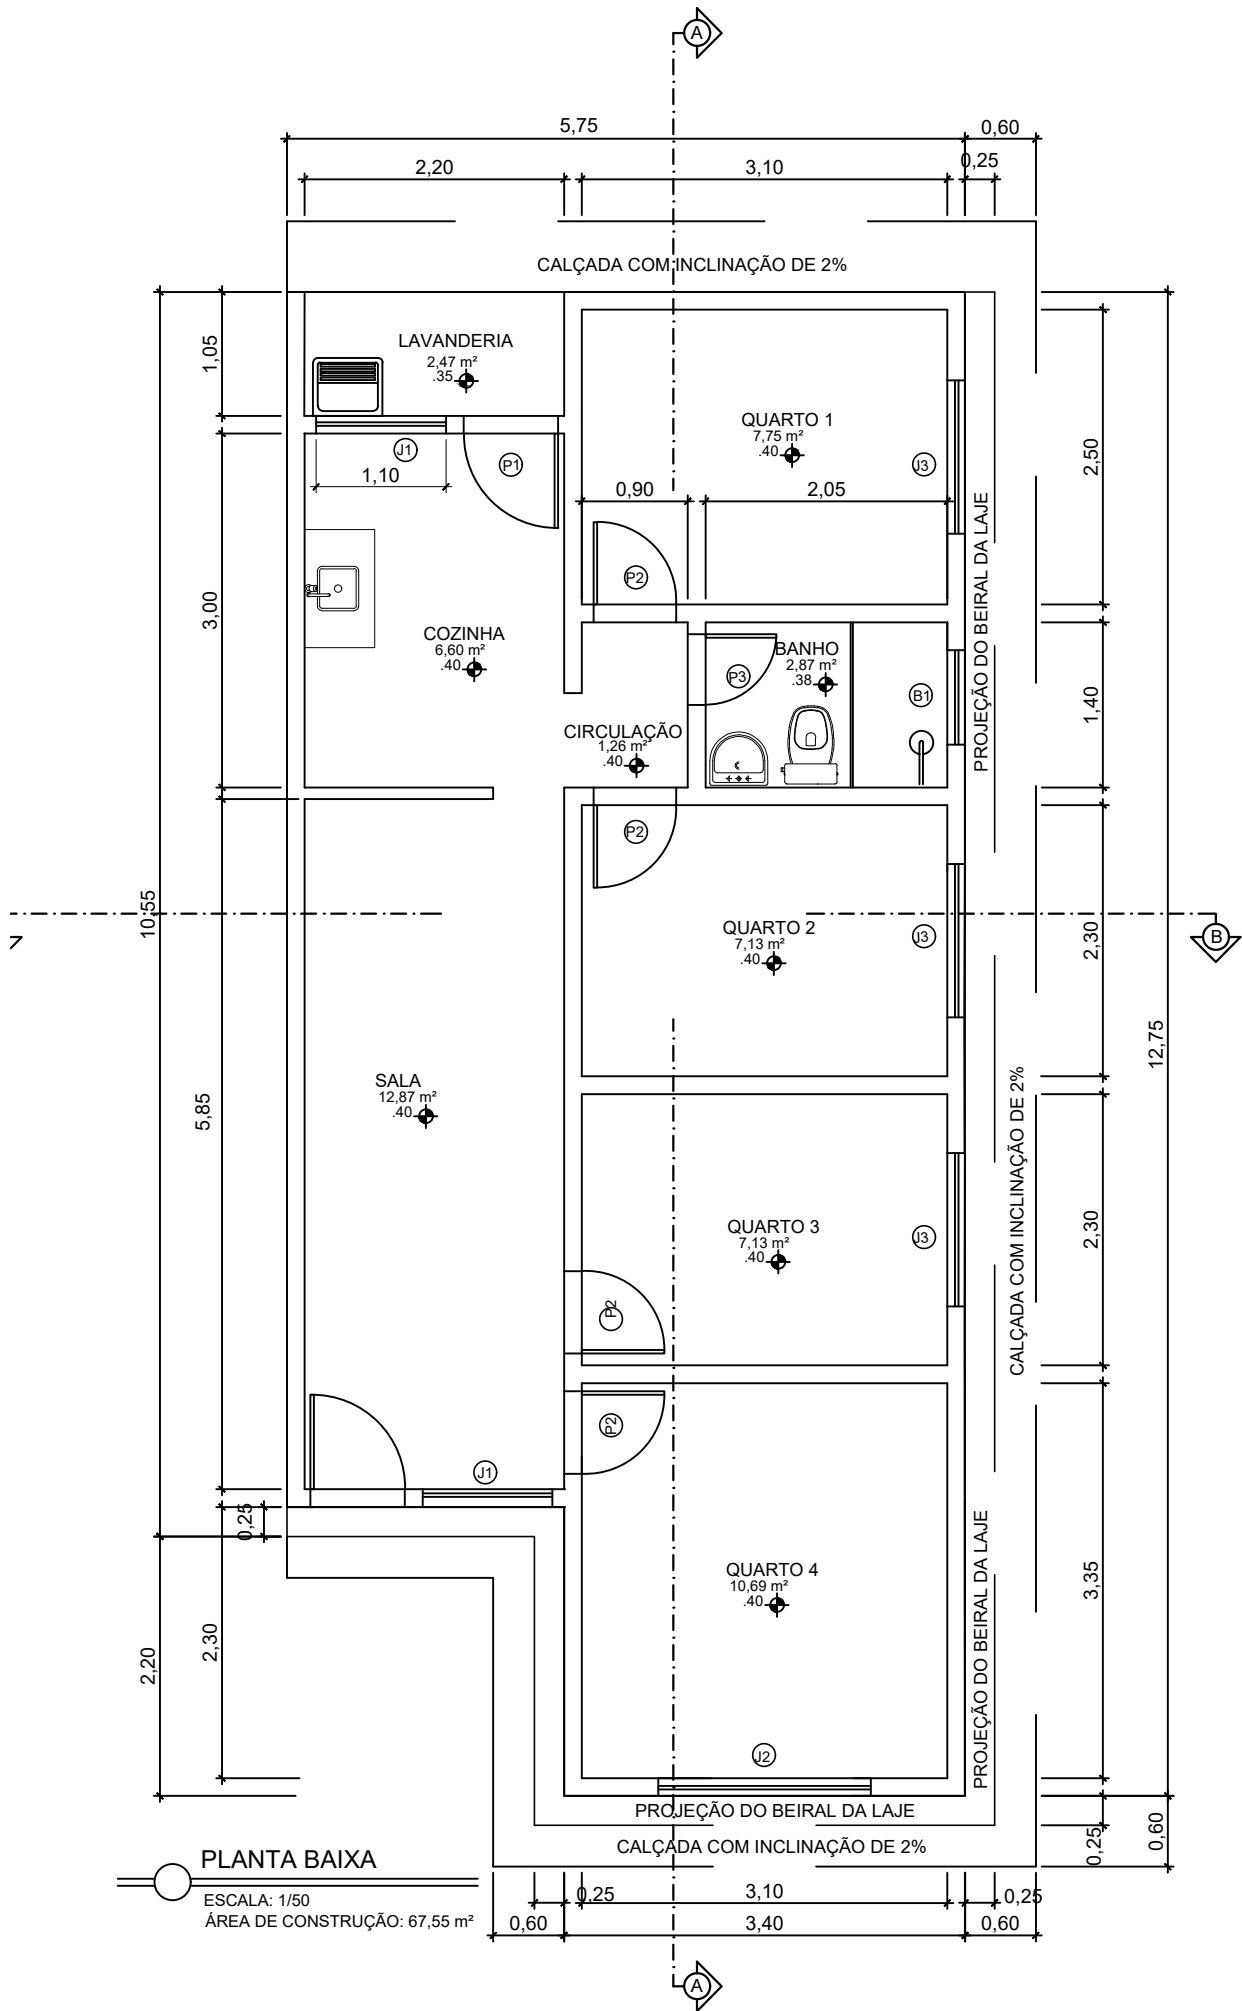 A
5,75
0,60
2,20
3,10
0,25
CALÇADA COM INCLINAÇÃO DE 2%
LAVANDERIA
2,47 m²
.35
1,05
QUARTO 1
7,75 m²
.40
J3
2,50
J1
P1
1,10
0,90
2,05
PROJEÇÃO DO BEIRAL DA LAJE
P2
3,00
COZINHA
6,60 m²
.40
BANHO
2,87 m²
.38
P3
B1
1,40
CIRCULAÇÃO
1,26 m²
.40
P2
10,55
QUARTO 2
7,13 m²
.40
J3
2,30
B
12,75
SALA
12,87 m²
.40
5,85
CALÇADA COM INCLINAÇÃO DE 2%
QUARTO 3
7,13 m²
.40
J3
2,30
P2
P2
J1
0,25
QUARTO 4
10,69 m²
.40
3,35
PROJEÇÃO DO BEIRAL DA LAJE
2,30
2,20
J2
PROJEÇÃO DO BEIRAL DA LAJE
CALÇADA COM INCLINAÇÃO DE 2%
0,25
0,60
PLANTA BAIXA
ESCALA: 1/50
ÁREA DE CONSTRUÇÃO: 67,55 m²
0,25
3,10
0,25
0,60
3,40
0,60
A